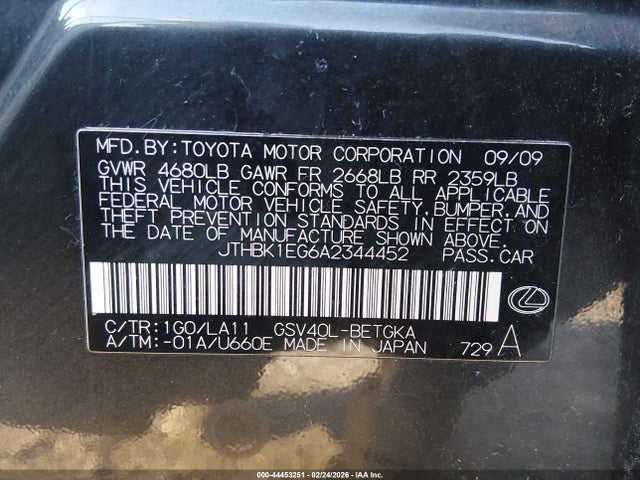 MFD.BY:TOYOTA MOTOR CORPORATION 09/09
GVWR 4680LB GAWR FR 2668LB RR 2359LB
THIS VEHICLE CONFORMS TO ALL APPLICABLE
FEDERAL MOTOR VEHICLE SAFETY,BUMPER,AND
THEFT PREVENTION STANDARDS IN EFFECT ON
THE DATE OF MANUFACTURE SHOWN ABOVE.
JTHBK1EG6A2344452 PASS.CAR
C/TR:1G0/LA11 GSV40L-BETGKA
A/TM:-01A/U660E MADE IN JAPAN 729 A
000-44453251 | 02/24/2026 - IAA Inc.